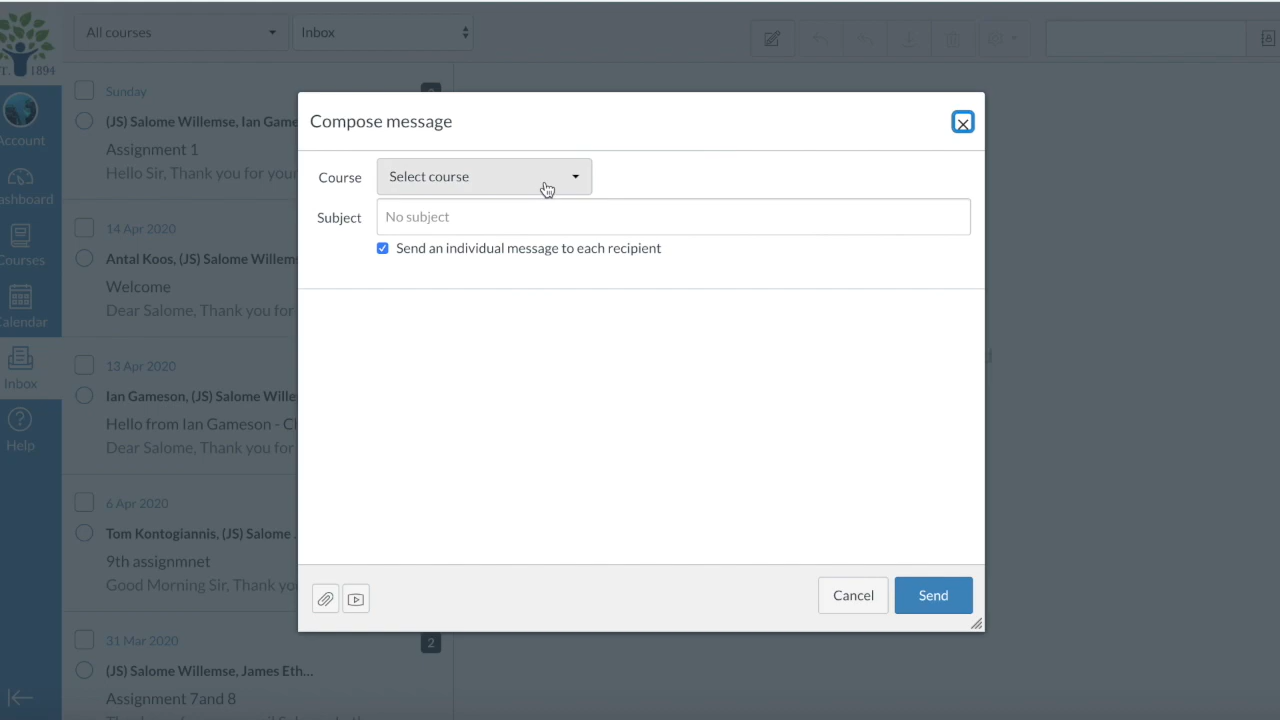 All courses
Inbox
T. 1894
Account
ashboard
Courses
Calendar
Inbox
Help
Sunday
(JS) Salome Willemse, Ian Game
Assignment 1
Hello Sir, Thank you for your
14 Apr 2020
Antal Koos, (JS) Salome Willems
Welcome
Dear Salome, Thank you for
13 Apr 2020
Ian Gameson, (JS) Salome Wille
Hello from Ian Gameson - Ch
Dear Salome, Thank you for
6 Apr 2020
Tom Kontogiannis, (JS) Salome .
9th assignmnet
Good Morning Sir, Thank you
31 Mar 2020
2
(JS) Salome Willemse, James Eth...
Assignment 7and 8
Compose message
Course
Select course
Subject
No subject
Send an individual message to each recipient
Cancel
Send